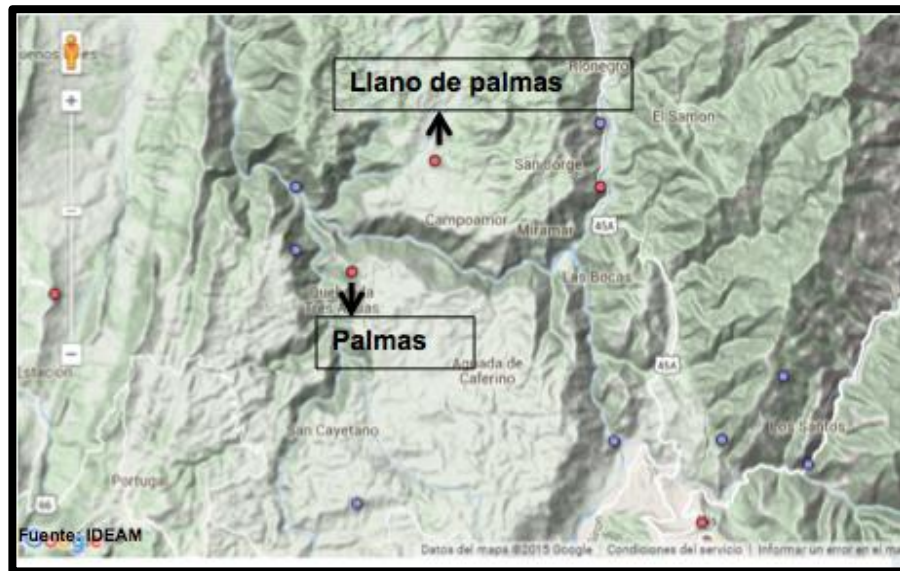 Rionegro
Llano de palmas
El Samon
San Jorge
Campoamor
Miramar
45A
Las Bocas
Tres
Palmas
45A
Aguada de
Caferino
Estación
San Cayetano
Los Santos
Portugal
66
Fuente: IDEAM
Datos del mapa ©2015 Google
Condiciones del servicio
Informar un error en el ma